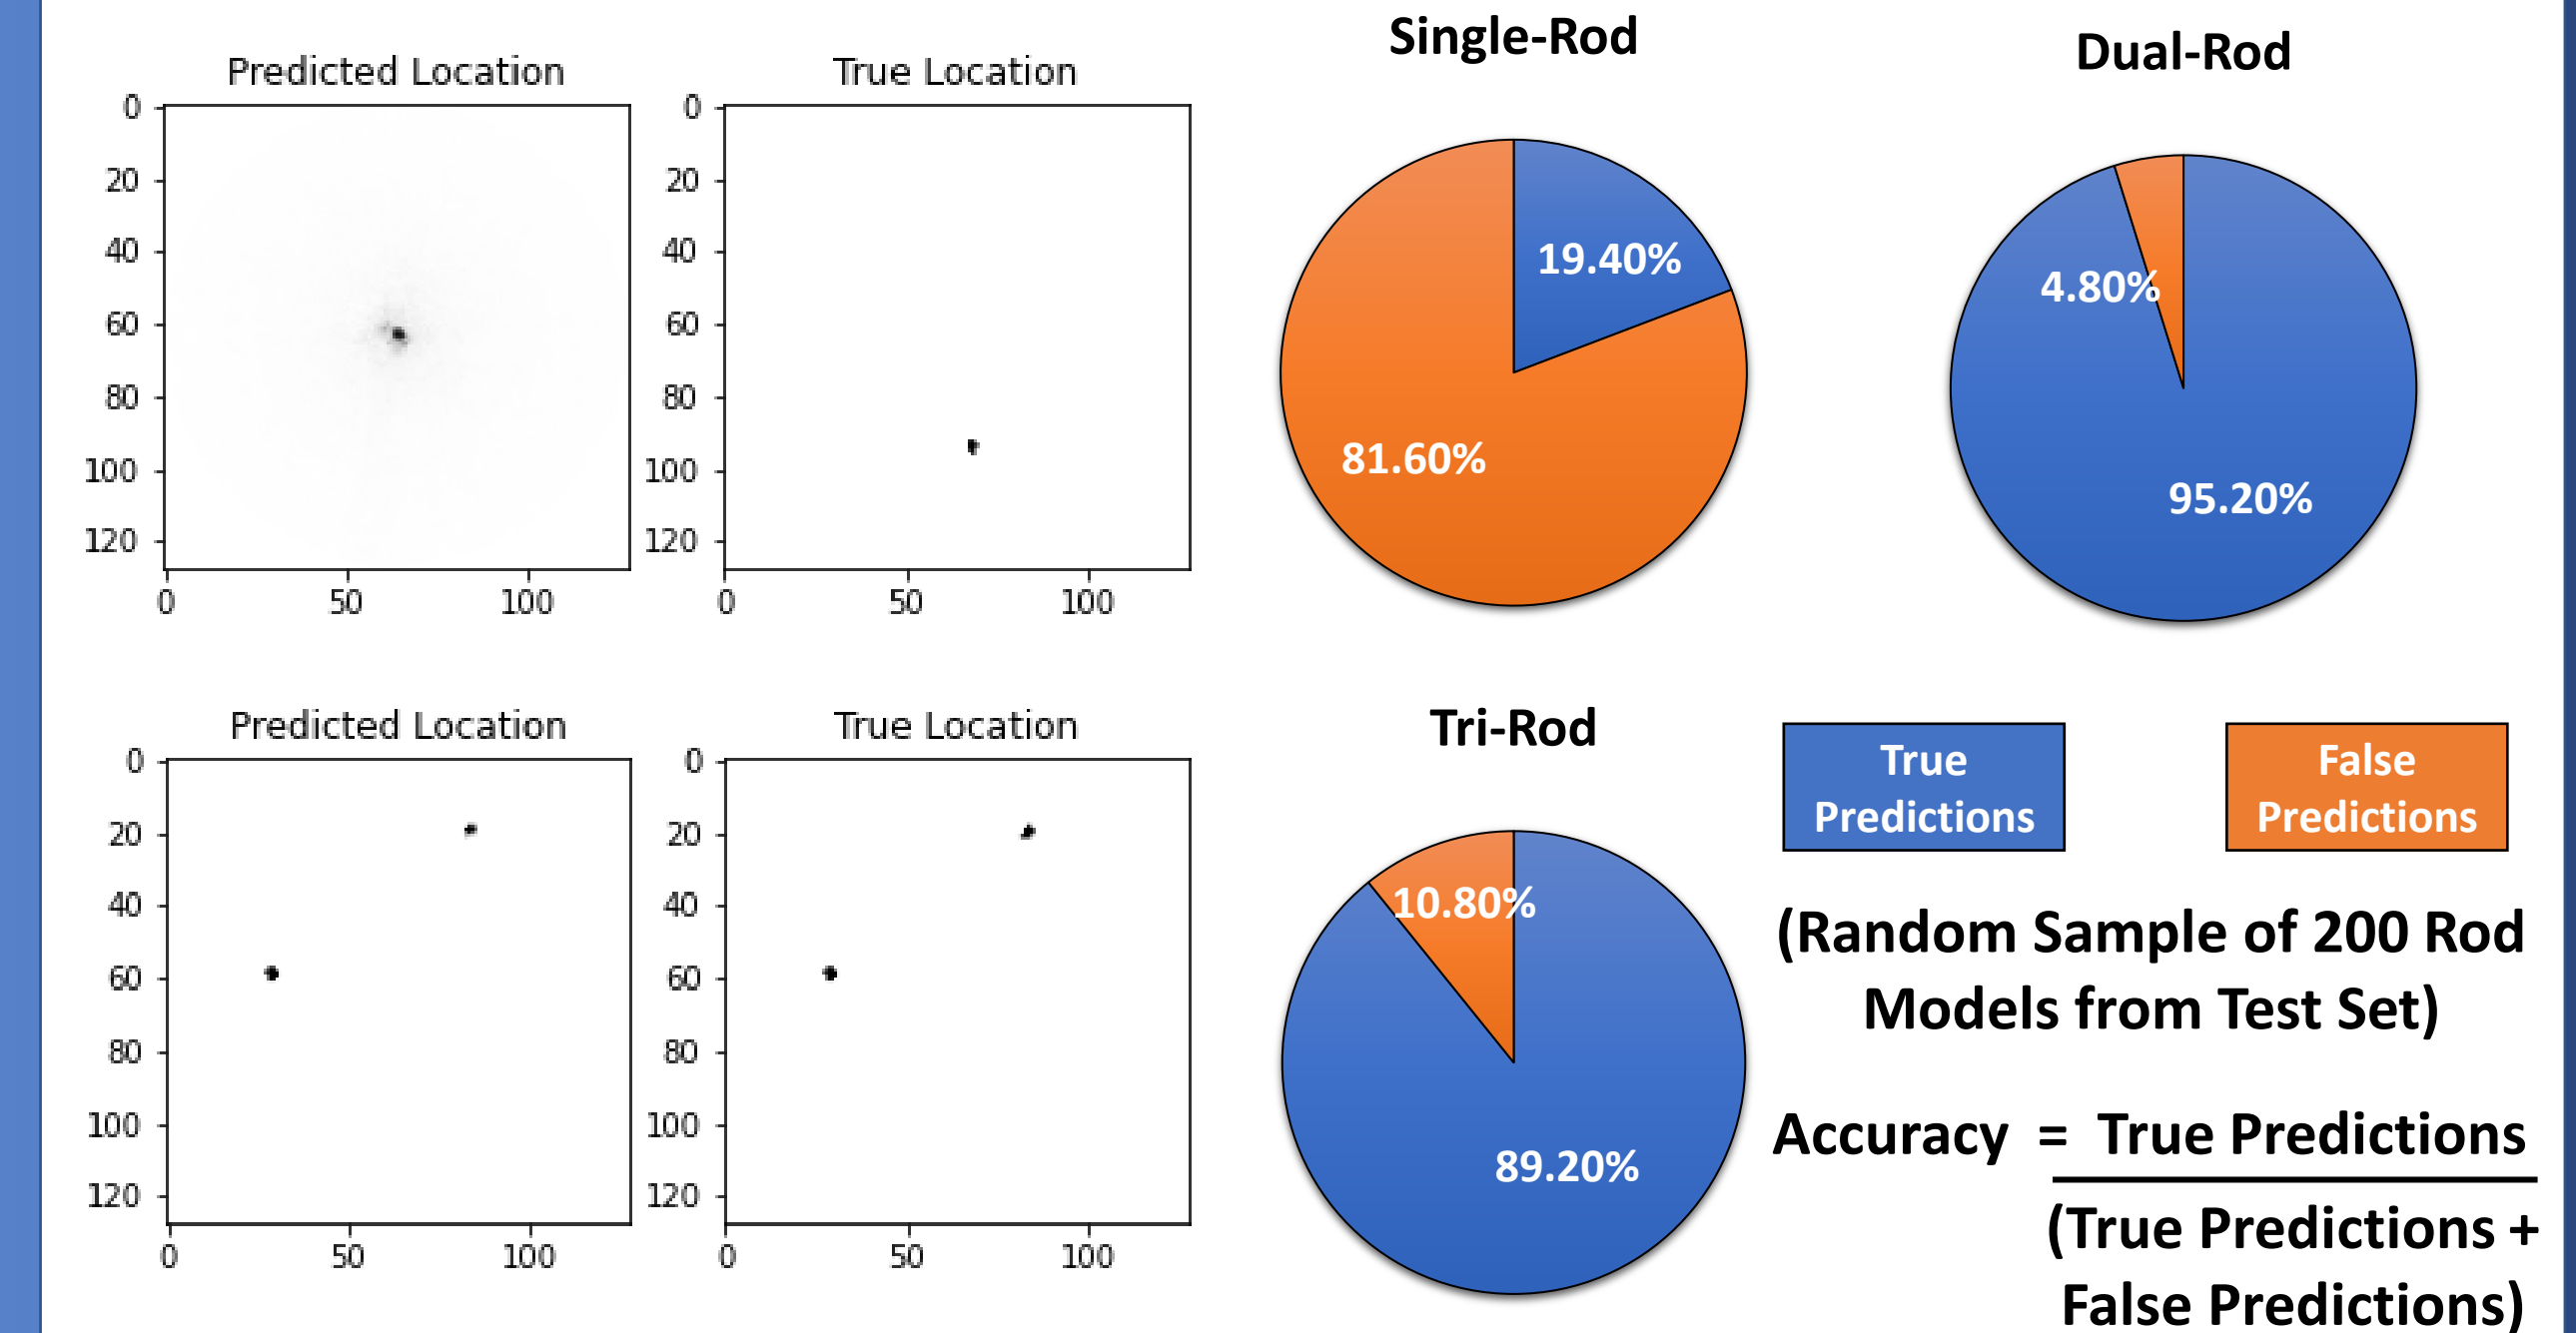 Predicted Location
0
20
40
60
80
100
120
0 50 100
True Location
0
20
40
60
80
100
120
0 50 100
Single-Rod
19.40%
81.60%
Dual-Rod
4.80%
95.20%
Predicted Location
0
20
40
60
80
100
120
0 50 100
True Location
0
20
40
60
80
100
120
0 50 100
Tri-Rod
10.80%
89.20%
True
Predictions
False
Predictions
(Random Sample of 200 Rod
Models from Test Set)
Accuracy = True Predictions
(True Predictions +
False Predictions)